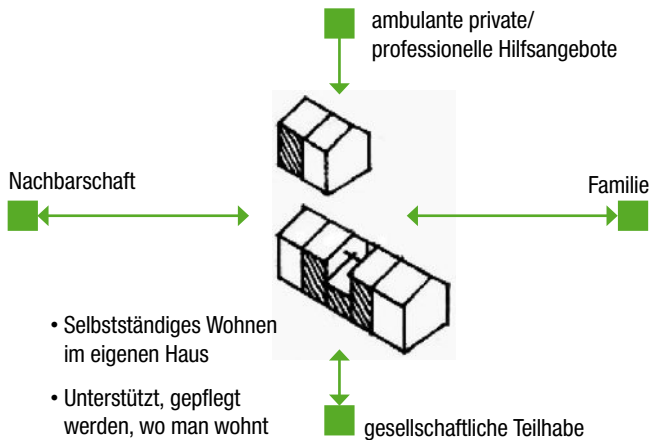 ambulante private/
professionelle Hilfsangebote
Nachbarschaft
Familie
• Selbstständiges Wohnen
im eigenen Haus
• Unterstützt, gepflegt
werden, wo man wohnt
gesellschaftliche Teilhabe